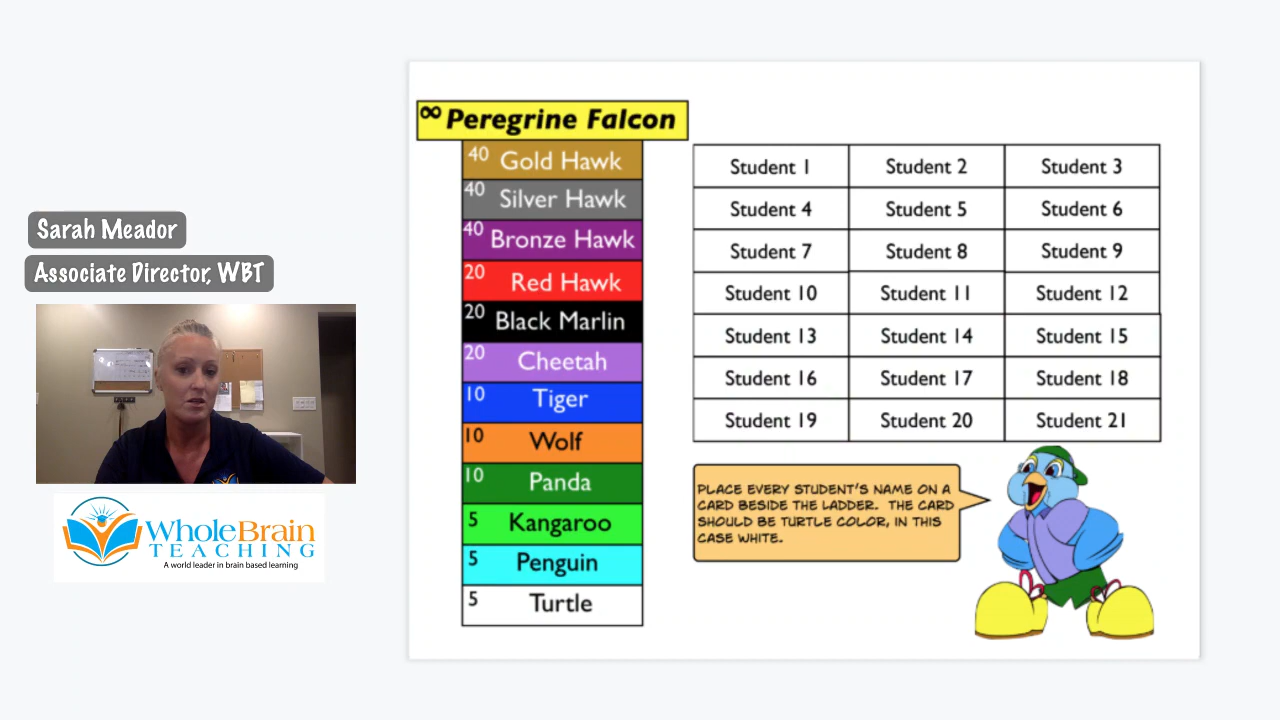 Sarah Meador
Associate Director, WBT
WholeBrain
TEACHING
A world leader in brain based learning
∞ Peregrine Falcon
40 Gold Hawk
40 Silver Hawk
40 Bronze Hawk
20 Red Hawk
20 Black Marlin
20 Cheetah
10 Tiger
10 Wolf
10 Panda
5 Kangaroo
5 Penguin
5 Turtle
Student 1 Student 2 Student 3
Student 4 Student 5 Student 6
Student 7 Student 8 Student 9
Student 10 Student 11 Student 12
Student 13 Student 14 Student 15
Student 16 Student 17 Student 18
Student 19 Student 20 Student 21
PLACE EVERY STUDENT'S NAME ON A
CARD BESIDE THE LADDER. THE CARD
SHOULD BE TURTLE COLOR, IN THIS
CASE WHITE.